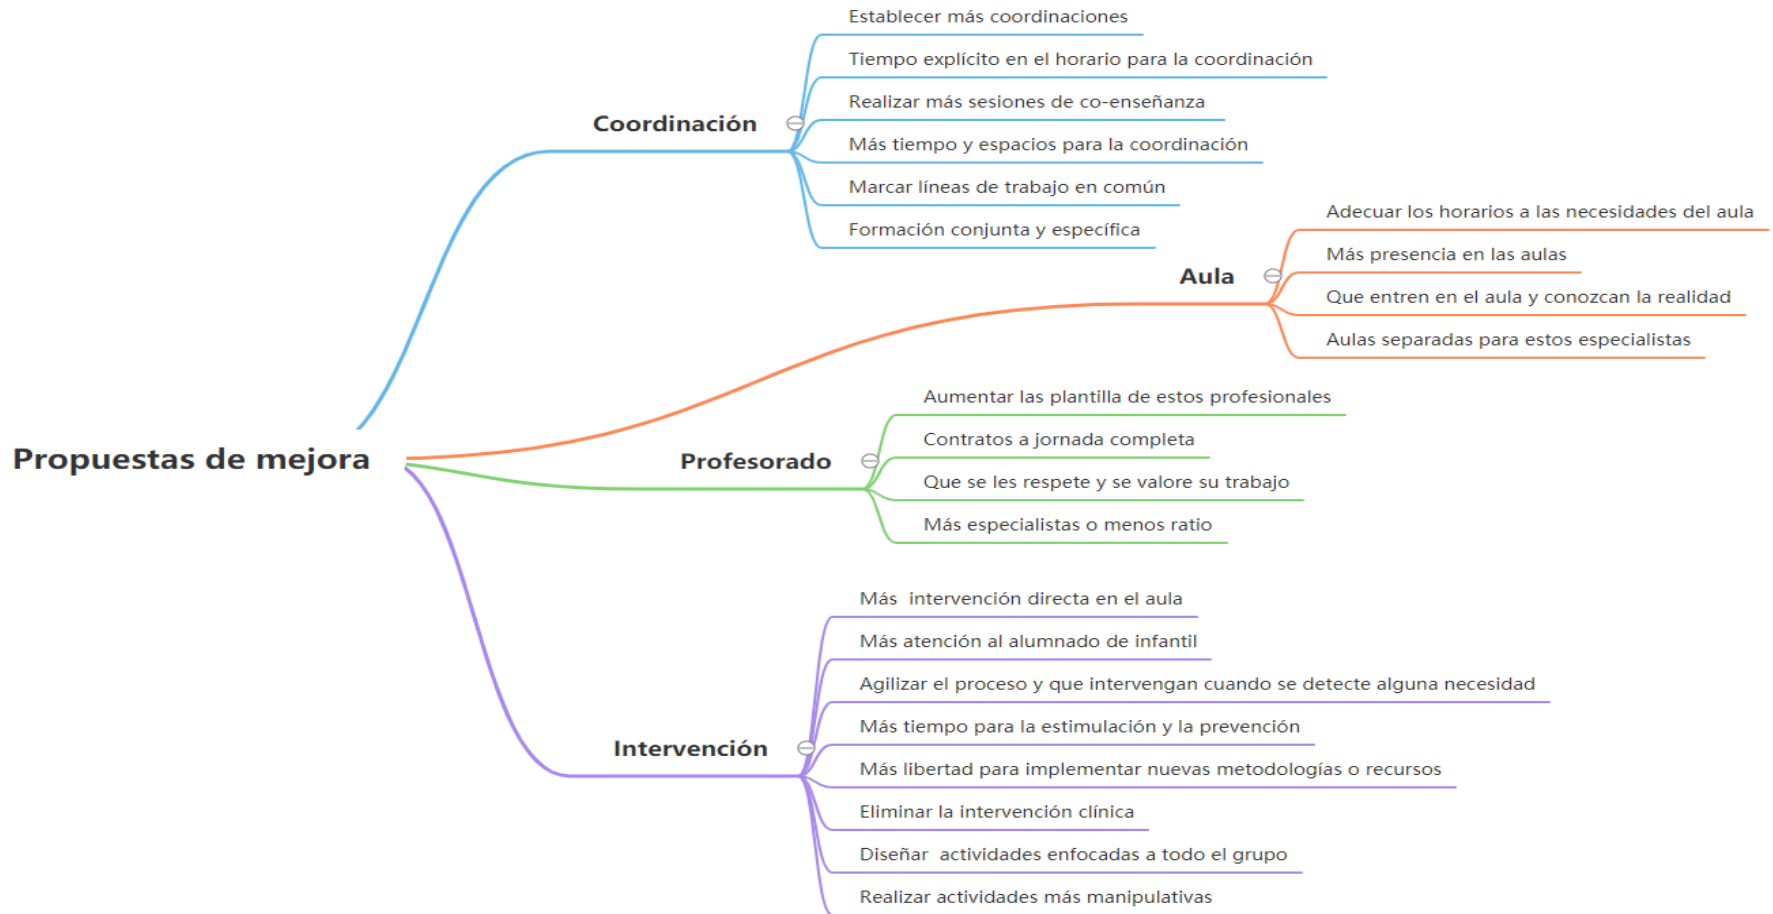 Propuestas de mejora
Coordinación
Establecer más coordinaciones
Tiempo explícito en el horario para la coordinación
Realizar más sesiones de co-enseñanza
Más tiempo y espacios para la coordinación
Marcar líneas de trabajo en común
Formación conjunta y específica
Aula
Adecuar los horarios a las necesidades del aula
Más presencia en las aulas
Que entren en el aula y conozcan la realidad
Aulas separadas para estos especialistas
Profesorado
Aumentar las plantilla de estos profesionales
Contratos a jornada completa
Que se les respete y se valore su trabajo
Más especialistas o menos ratio
Intervención
Más intervención directa en el aula
Más atención al alumnado de infantil
Agilizar el proceso y que intervengan cuando se detecte alguna necesidad
Más tiempo para la estimulación y la prevención
Más libertad para implementar nuevas metodologías o recursos
Eliminar la intervención clínica
Diseñar actividades enfocadas a todo el grupo
Realizar actividades más manipulativas